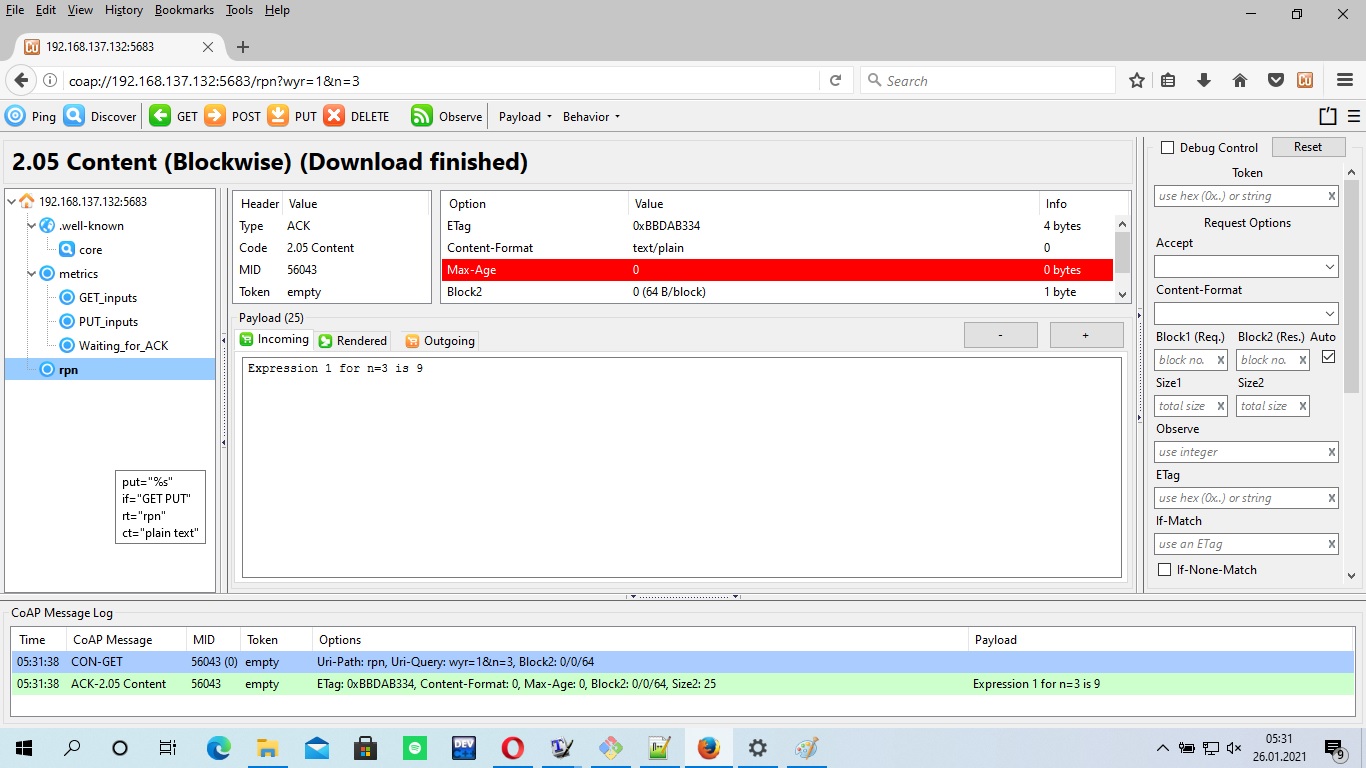 File Edit View History Bookmarks Tools Help
192.168.137.132:5683
coap://192.168.137.132:5683/rpn?wyr=1&n=3
Search
Ping Discover GET POST PUT DELETE Observe Payload Behavior
2.05 Content (Blockwise) (Download finished)
192.168.137.132:5683
.well-known
core
metrics
GET_inputs
PUT_inputs
Waiting_for_ACK
rpn
put="%s"
if="GET PUT"
rt="rpn"
ct="plain text"
Header Value
Type ACK
Code 2.05 Content
MID 56043
Token empty
Option Value Info
ETag 0xBBDAB334 4 bytes
Content-Format text/plain 0
Max-Age 0 0 bytes
Block2 0 (64 B/block) 1 byte
Payload (25)
Incoming Rendered Outgoing
- +
Expression 1 for n=3 is 9
Debug Control Reset
Token
use hex (0x..) or string x
Request Options
Accept
Content-Format
Block1 (Req.) Block2 (Res.) Auto
block no. x block no. x
Size1 Size2
total size x total size x
Observe
use integer x
ETag
use hex (0x..) or string x
If-Match
use an ETag x
If-None-Match
CoAP Message Log
Time CoAP Message MID Token Options Payload
05:31:38 CON-GET 56043 (0) empty Uri-Path: rpn, Uri-Query: wyr=1&n=3, Block2: 0/0/64
05:31:38 ACK-2.05 Content 56043 empty ETag: 0xBBDAB334, Content-Format: 0, Max-Age: 0, Block2: 0/0/64, Size2: 25 Expression 1 for n=3 is 9
DEV
05:31
26.01.2021
9